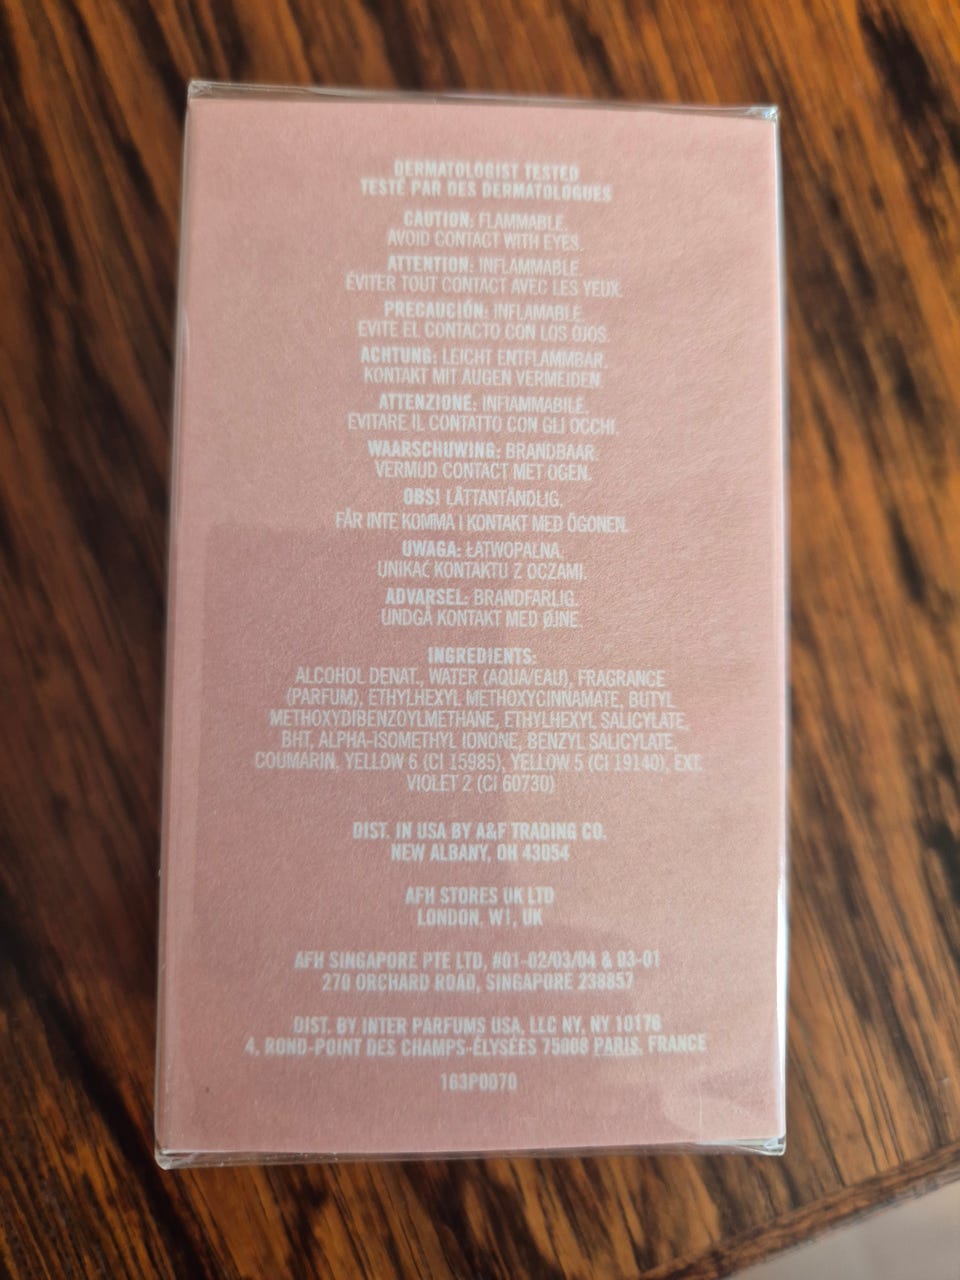 DERMATOLOGIST TESTED
TESTÉ PAR DES DERMATOLOGUES
CAUTION: FLAMMABLE.
AVOID CONTACT WITH EYES.
ATTENTION: INFLAMMABLE.
ÉVITER TOUT CONTACT AVEC LES YEUX.
PRECAUCIÓN: INFLAMABLE.
EVITE EL CONTACTO CON LOS OJOS.
ACHTUNG: LEICHT ENTFLAMMBAR.
KONTAKT MIT AUGEN VERMEIDEN.
ATTENZIONE: INFIAMMABILE.
EVITARE IL CONTATTO CON GLI OCCHI.
WAARSCHUWING: BRANDBAAR.
VERMIJD CONTACT MET OGEN.
OBS! LÄTTANTÄNDLIG.
FÅR INTE KOMMA I KONTAKT MED ÖGONEN.
UWAGA: ŁATWOPALNA.
UNIKAĆ KONTAKTU Z OCZAMI.
ADVARSEL: BRANDFARLIG.
UNDGÅ KONTAKT MED ØJNE.
INGREDIENTS:
ALCOHOL DENAT., WATER (AQUA/EAU), FRAGRANCE
(PARFUM), ETHYLHEXYL METHOXYCINNAMATE, BUTYL
METHOXYDIBENZOYLMETHANE, ETHYLHEXYL SALICYLATE,
BHT, ALPHA-ISOMETHYL IONONE, BENZYL SALICYLATE,
COUMARIN, YELLOW 6 (CI 15985), YELLOW 5 (CI 19140), EXT.
VIOLET 2 (CI 60730)
DIST. IN USA BY A&F TRADING CO.
NEW ALBANY, OH 43054
AFH STORES UK LTD
LONDON, W1, UK
AFH SINGAPORE PTE LTD, #01-02/03/04 & 03-01
270 ORCHARD ROAD, SINGAPORE 238857
DIST. BY INTER PARFUMS USA, LLC NY, NY 10176
4, ROND-POINT DES CHAMPS-ÉLYSÉES 75008 PARIS, FRANCE
163P0070